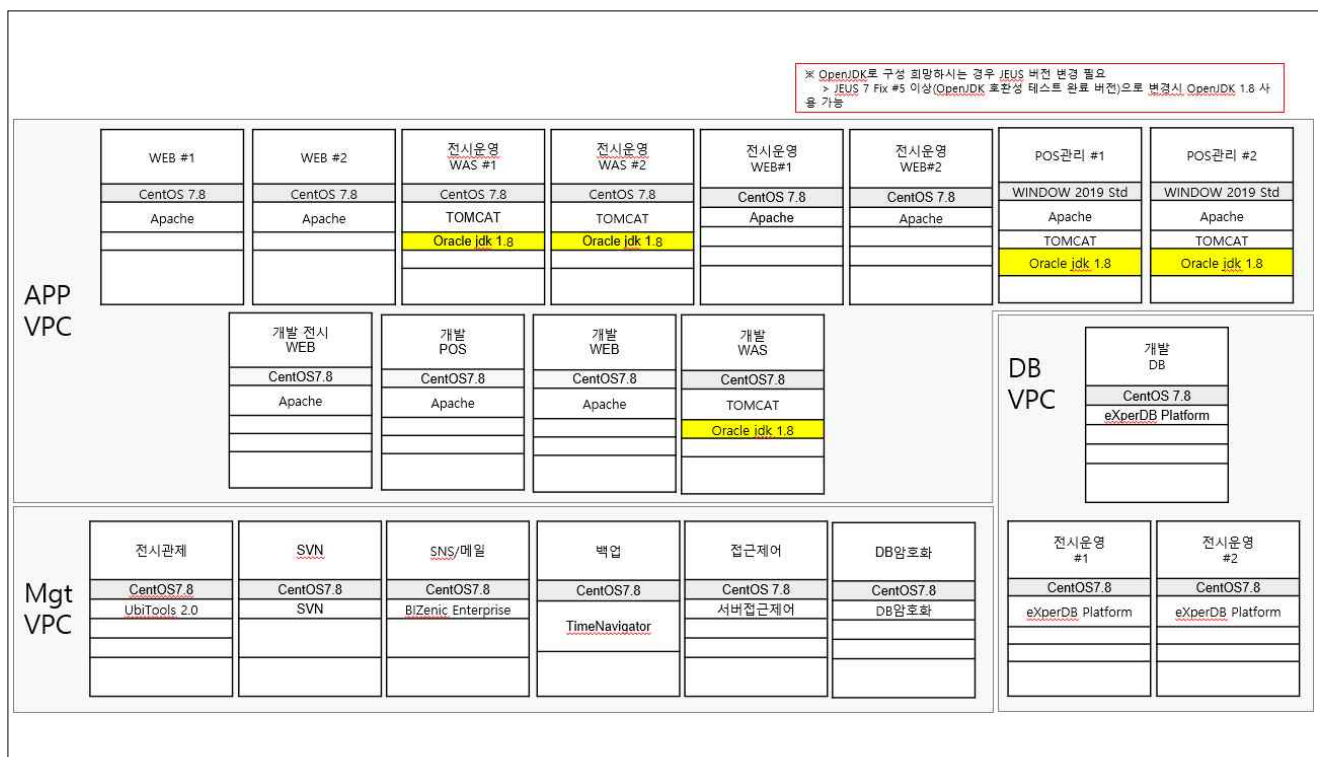 ※ OpenJDK로 구성 희망하시는 경우 JEUS 버전 변경 필요
> JEUS 7 Fix #5 이상(OpenJDK 호환성 테스트 완료 버전)으로 변경시 OpenJDK 1.8 사
용 가능
APP
VPC
WEB #1
CentOS 7.8
Apache
WEB #2
CentOS 7.8
Apache
전시운영
WAS #1
CentOS 7.8
TOMCAT
Oracle jdk 1.8
전시운영
WAS #2
CentOS 7.8
TOMCAT
Oracle jdk 1.8
전시운영
WEB#1
CentOS 7.8
Apache
전시운영
WEB#2
CentOS 7.8
Apache
POS관리 #1
WINDOW 2019 Std
Apache
TOMCAT
Oracle jdk 1.8
POS관리 #2
WINDOW 2019 Std
Apache
TOMCAT
Oracle jdk 1.8
개발 전시
WEB
CentOS7.8
Apache
개발
POS
CentOS7.8
Apache
개발
WEB
CentOS7.8
Apache
개발
WAS
CentOS7.8
TOMCAT
Oracle jdk 1.8
DB
VPC
개발
DB
CentOS 7.8
eXperDB Platform
전시운영
#1
CentOS7.8
eXperDB Platform
전시운영
#2
CentOS7.8
eXperDB Platform
Mgt
VPC
전시관제
CentOS7.8
UbiTools 2.0
SVN
CentOS7.8
SVN
SNS/메일
CentOS7.8
BIZenic Enterprise
백업
CentOS7.8
TimeNavigator
접근제어
CentOS 7.8
서버접근제어
DB암호화
CentOS7.8
DB암호화